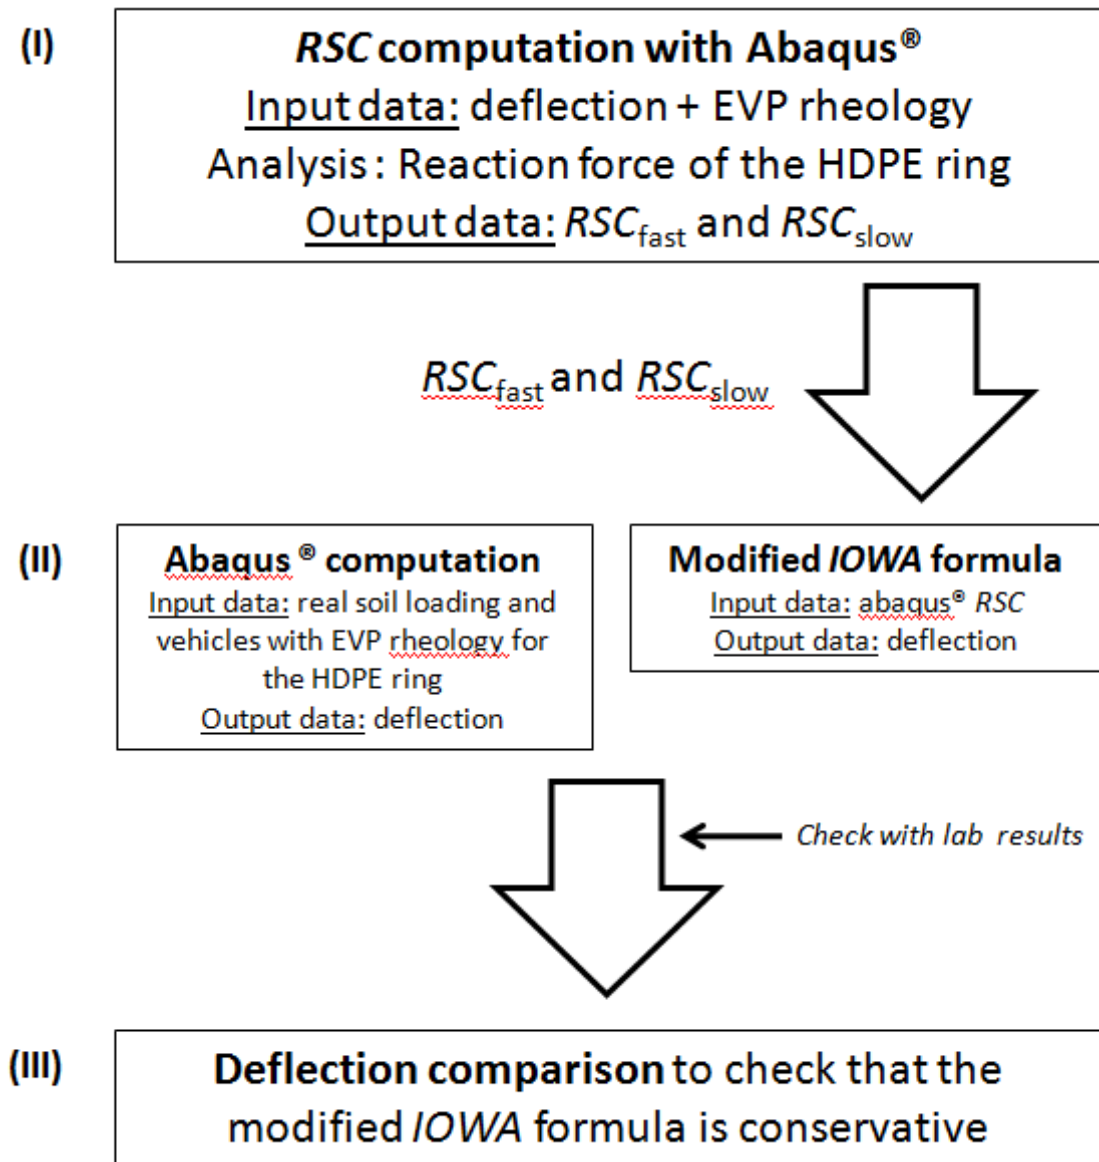 (I)
RSC computation with Abaqus®
Input data: deflection + EVP rheology
Analysis : Reaction force of the HDPE ring
Output data: RSCfast and RSCslow
RSCfast and RSCslow
(II)
Abaqus ® computation
Input data: real soil loading and
vehicles with EVP rheology for
the HDPE ring
Output data: deflection
Modified IOWA formula
Input data: abaqus® RSC
Output data: deflection
Check with lab results
(III)
Deflection comparison to check that the
modified IOWA formula is conservative